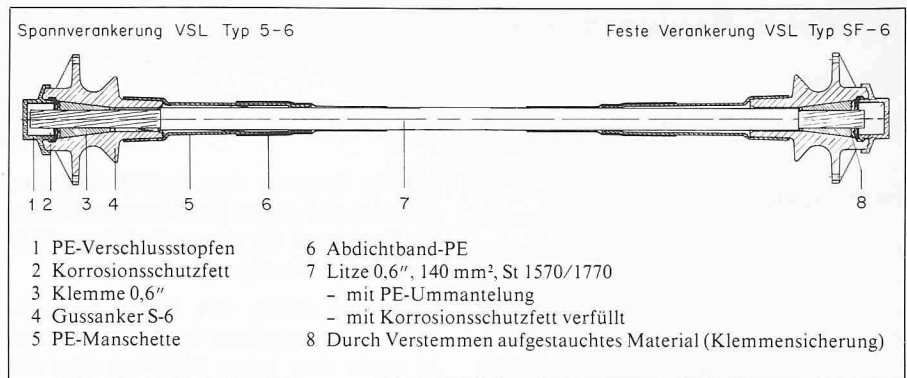 Spannverankerung VSL Typ 5-6
Feste Verankerung VSL Typ SF-6
1 2 3 4 5 6 7 8
1 PE-Verschlussstopfen
2 Korrosionsschutzfett
3 Klemme 0,6″
4 Gussanker S-6
5 PE-Manschette
6 Abdichtband-PE
7 Litze 0,6″, 140 mm², St 1570/1770
– mit PE-Ummantelung
– mit Korrosionsschutzfett verfüllt
8 Durch Verstemmen aufgestauchtes Material (Klemmensicherung)